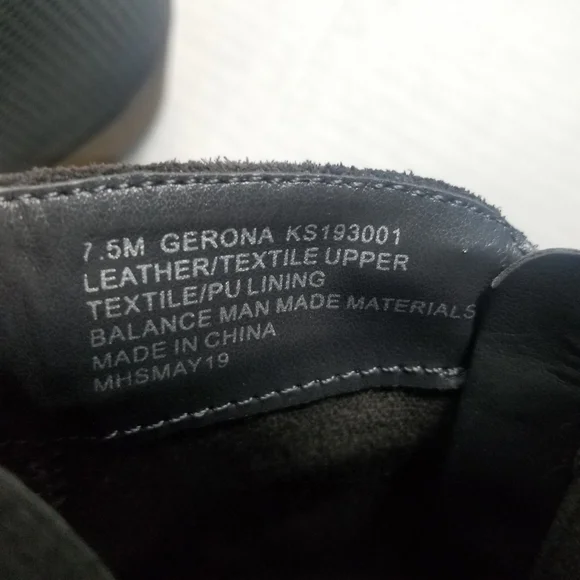 7.5M GERONA KS193001
LEATHER/TEXTILE UPPER
TEXTILE/PU LINING
BALANCE MAN MADE MATERIALS
MADE IN CHINA
MHSMAY19